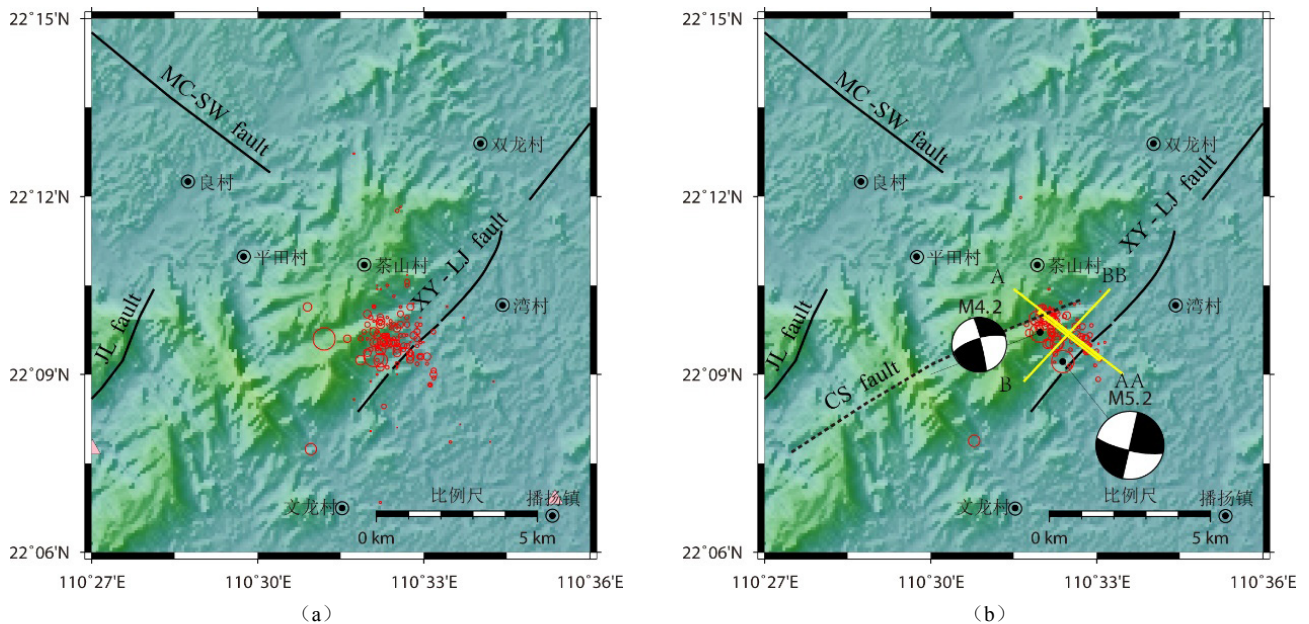 22°15'N
22°12'N
22°09'N
22°06'N
110°27'E
110°30'E
110°33'E
110°36'E
MC-SW fault
双龙村
良村
XY-LJ fault
平田村
茶山村
湾村
JL fault
文龙村
比例尺
播扬镇
0 km
5 km
(a)
22°15'N
22°12'N
22°09'N
22°06'N
110°27'E
110°30'E
110°33'E
110°36'E
MC-SW fault
双龙村
良村
XY-LJ fault
平田村
茶山村
A
BB
M4.2
湾村
JL fault
CS fault
B
AA
M5.2
文龙村
比例尺
播扬镇
0 km
5 km
(b)